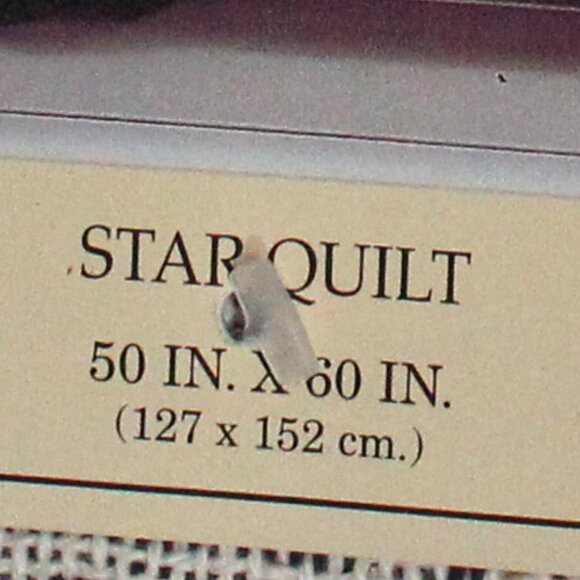 STAR QUILT
50 IN. X 60 IN.
(127 x 152 cm.)